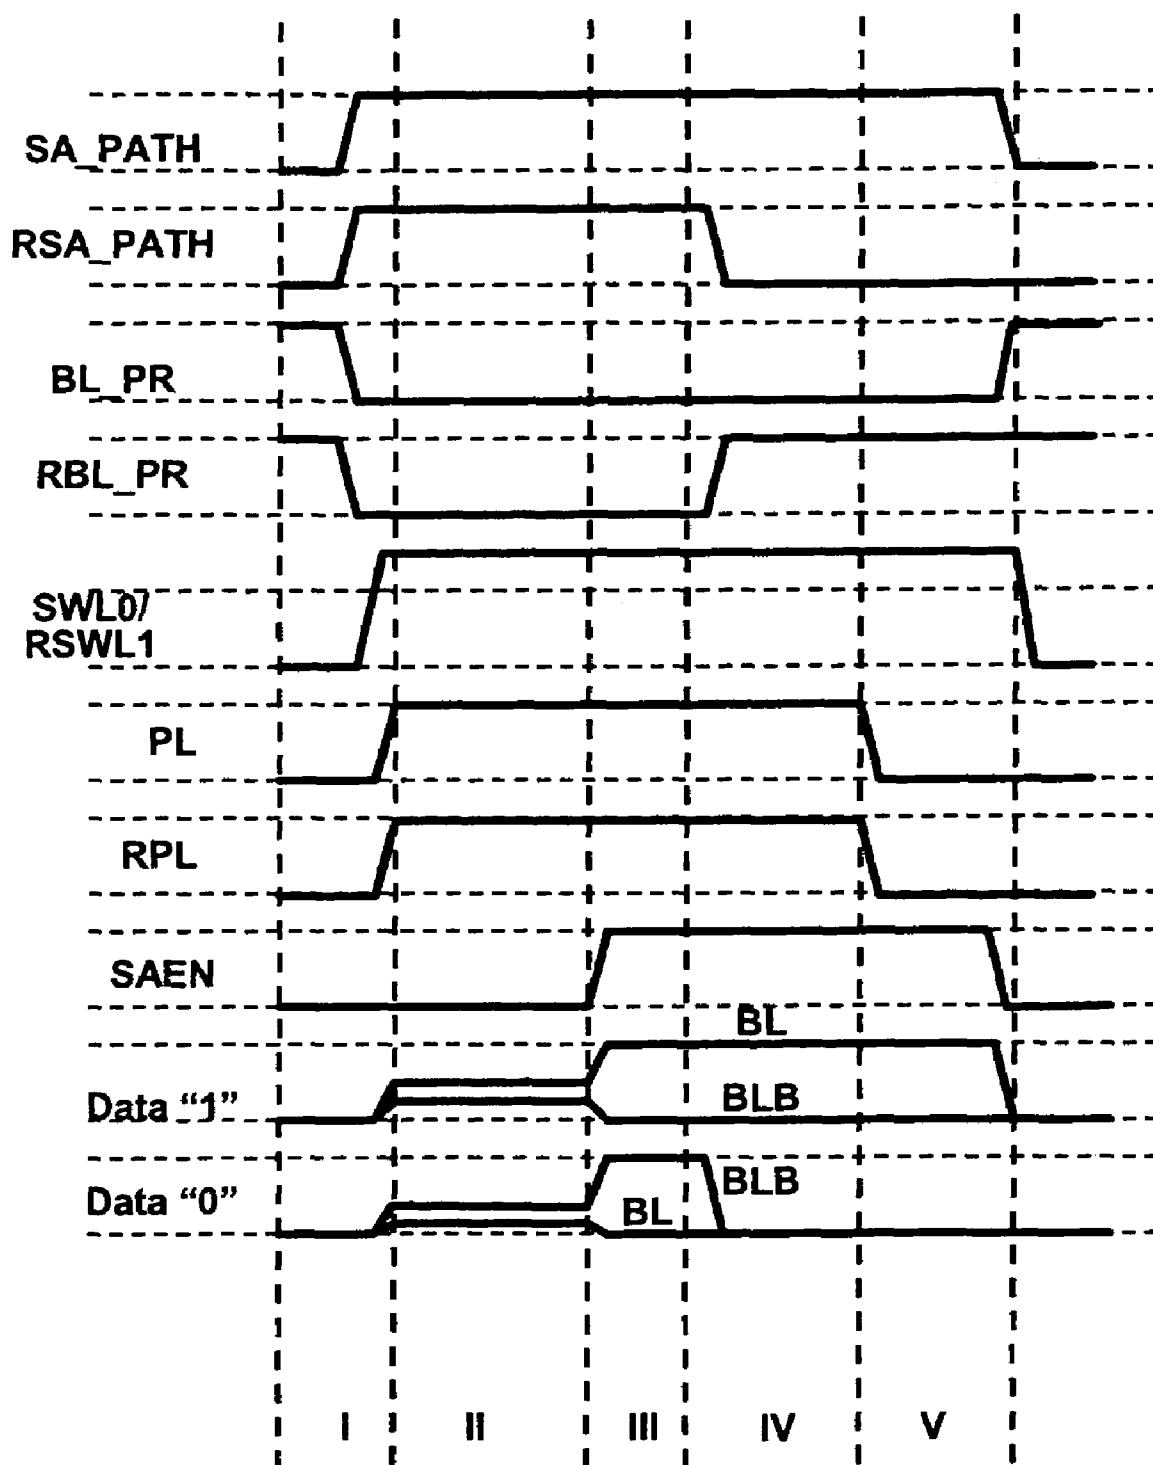 SA_PATH
RSA_PATH
BL_PR
RBL_PR
SWL0/
RSWL1
PL
RPL
SAEN
BL
Data “1”
BLB
Data “0”
BL
BLB
I
II
III
IV
V